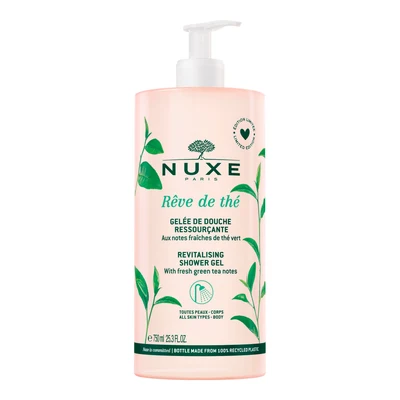 ÉDITION LIMITÉE
LIMITED EDITION
NUXE
PARIS
Rêve de thé
GELÉE DE DOUCHE
RESSOURÇANTE
Aux notes fraîches de thé vert
REVITALISING
SHOWER GEL
With fresh green tea notes
TOUTES PEAUX - CORPS
ALL SKIN TYPES - BODY
℮ 750 ml 25.3 FL.OZ.
BOTTLE MADE FROM 100% RECYCLED PLASTIC